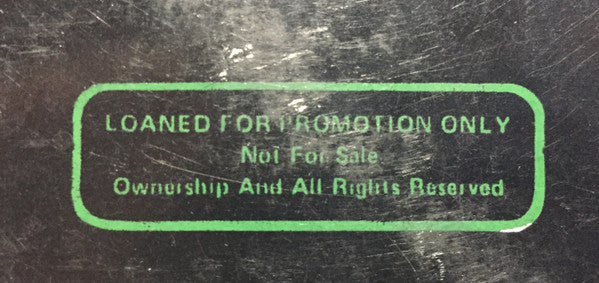 LOANED FOR PROMOTION ONLY
Not For Sale
Ownership And All Rights Reserved